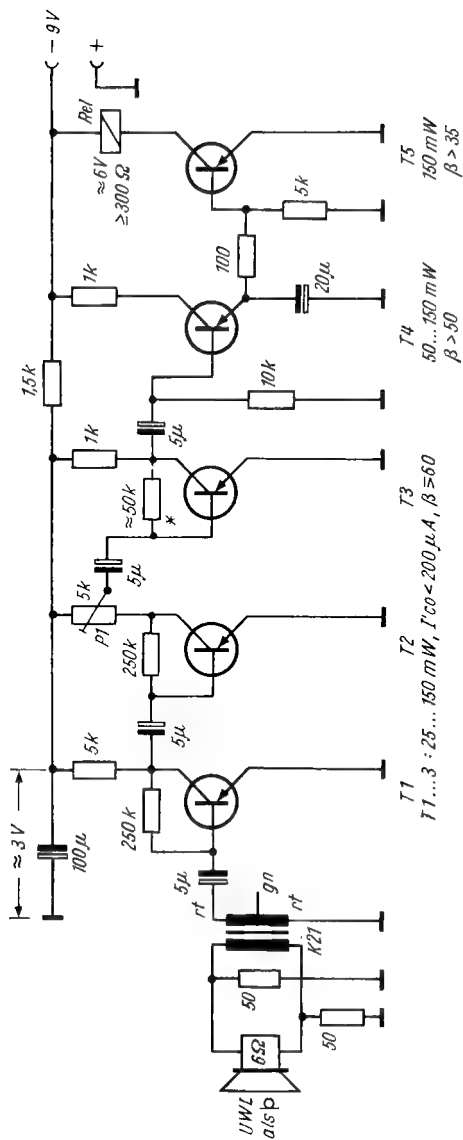 ≈ 3V
100μ
5k
5k
P1
1k
1,5k
1k
Rel
≈6V
≥300 Ω
− 9V
+
250k
250k
≈50k
*
5μ
5μ
5μ
5μ
10k
100
20μ
5k
rt
gn
rt
K21
50
50
6Ω
UWL
als
T1
T2
T3
T1...3 : 25... 150 mW, I'co < 200 μA, β ≥ 60
T4
50...150 mW
β > 50
T5
150 mW
β > 35